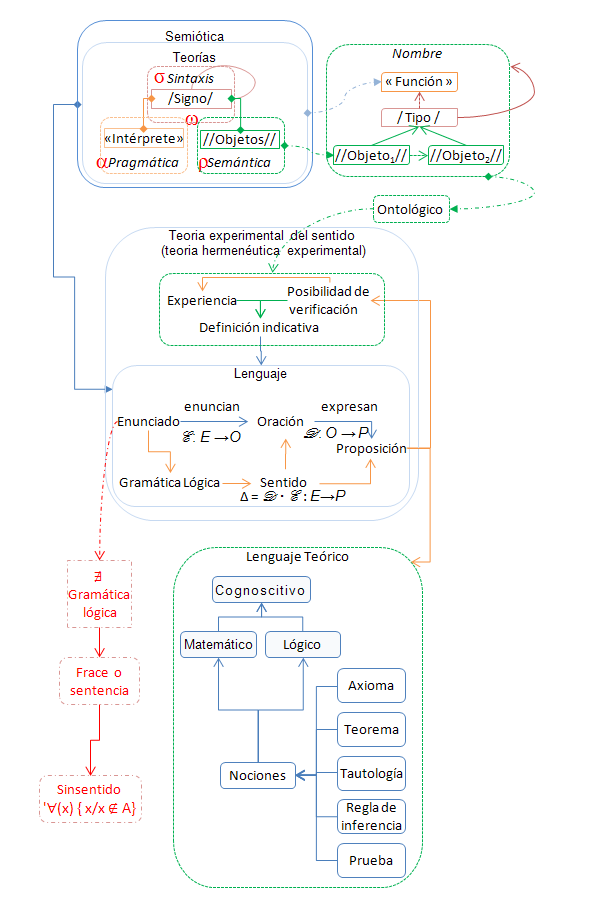 Semiótica
Teorías
σ Sintaxis
/Signo/
ω
«Intérprete»
//Objetos//
αPragmática
ρSemántica
Nombre
« Función »
/ Tipo /
//Objeto₁//
//Objeto₂//
Ontológico
Teoria experimental del sentido
(teoria hermenéutica experimental)
Experiencia
Posibilidad de
verificación
Definición indicativa
Lenguaje
enuncian
expresan
Enunciado
Oración
ℰ: E →O
𝒟: O →P
Proposición
Gramática Lógica
Sentido
Δ = 𝒟 · ℰ : E→P
∄
Gramática
lógica
Frace o
sentencia
Sinsentido
'∀(x) { x/x ∉ A}
Lenguaje Teórico
Cognoscitivo
Matemático
Lógico
Nociones
Axioma
Teorema
Tautología
Regla de
inferencia
Prueba